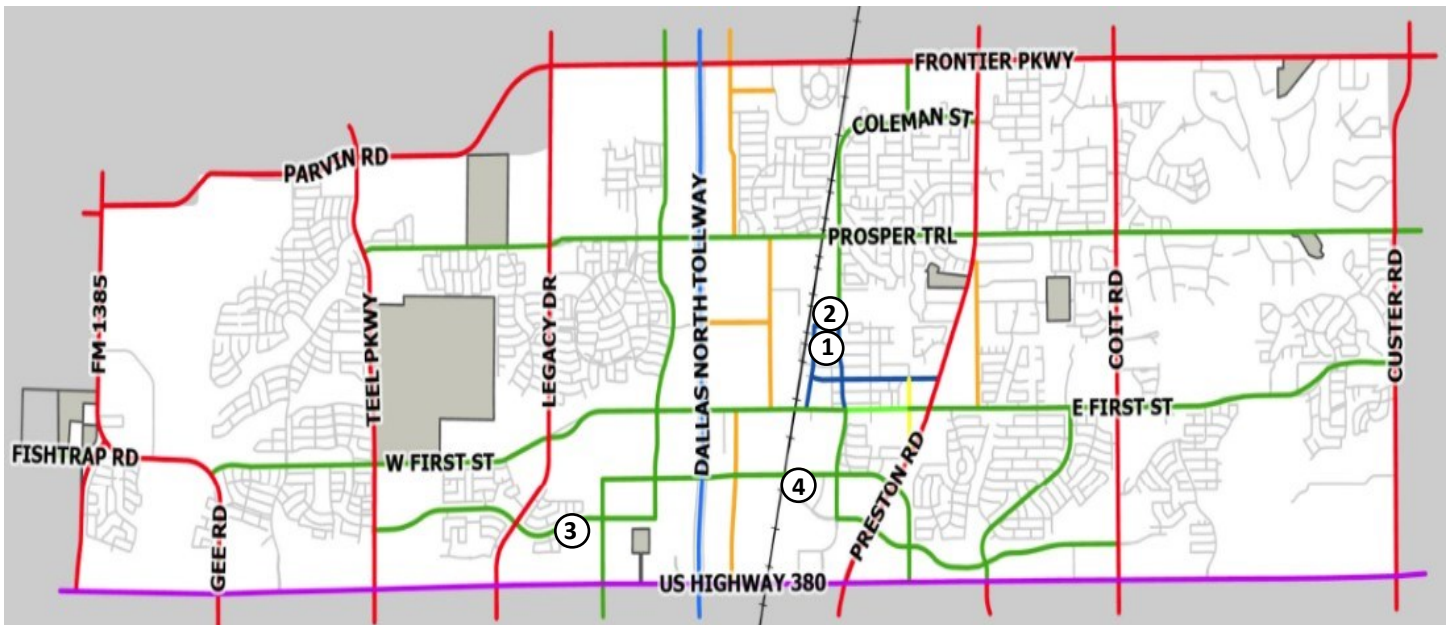 FRONTIER PKWY
COLEMAN ST
PARVIN RD
PROSPER TRL
DALLAS NORTH TOLLWAY
FM 1385
TEEL PKWY
LEGACY DR
COIT RD
CUSTER RD
2
1
E FIRST ST
W FIRST ST
FISHTRAP RD
PRESTON RD
4
3
GEE RD
US HIGHWAY 380